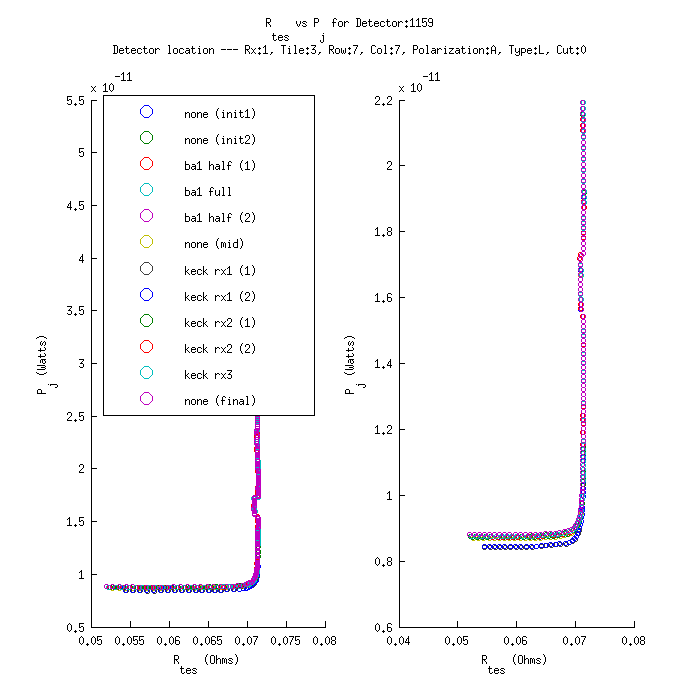 R tes vs P j for Detector:1159
Detector location --- Rx:1, Tile:3, Row:7, Col:7, Polarization:A, Type:L, Cut:0
x 10 -11
5.5
5
4.5
4
3.5
3
2.5
2
1.5
1
0.5
P j (Watts)
none (init1)
none (init2)
ba1 half (1)
ba1 full
ba1 half (2)
none (mid)
keck rx1 (1)
keck rx1 (2)
keck rx2 (1)
keck rx2 (2)
keck rx3
none (final)
0.05 0.055 0.06 0.065 0.07 0.075 0.08
R tes (Ohms)
x 10 -11
2.2
2
1.8
1.6
1.4
1.2
1
0.8
0.6
P j (Watts)
0.04 0.05 0.06 0.07 0.08
R tes (Ohms)